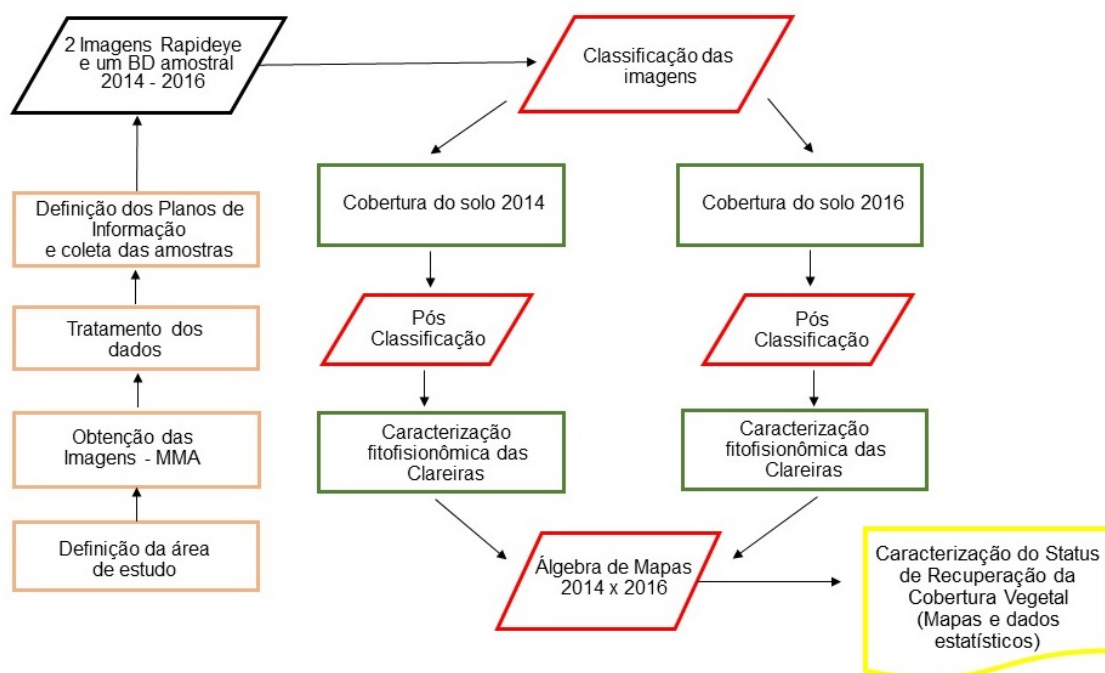 2 Imagens Rapideye
e um BD amostral
2014 - 2016
Classificação das
imagens
Cobertura do solo 2014
Cobertura do solo 2016
Definição dos Planos de
Informação
e coleta das amostras
Tratamento dos
dados
Pós
Classificação
Pós
Classificação
Obtenção das
Imagens - MMA
Caracterização
fitofisionômica das
Clareiras
Caracterização
fitofisionômica das
Clareiras
Definição da área
de estudo
Álgebra de Mapas
2014 x 2016
Caracterização do Status
de Recuperação da
Cobertura Vegetal
(Mapas e dados
estatísticos)